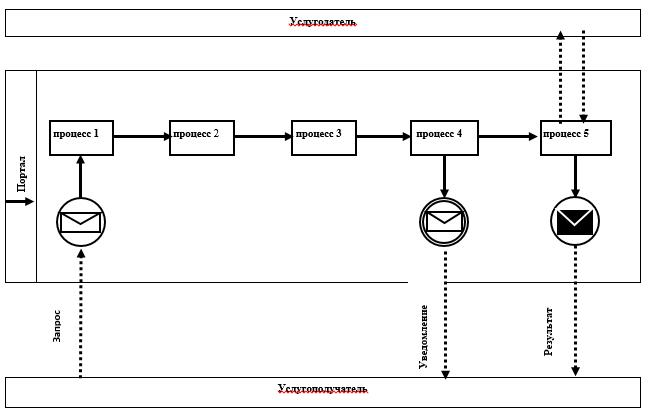 Услугодатель
процесс 1
процесс 2
процесс 3
процесс 4
процесс 5
Портал
Запрос
Уведомление
Результат
Услугополучатель